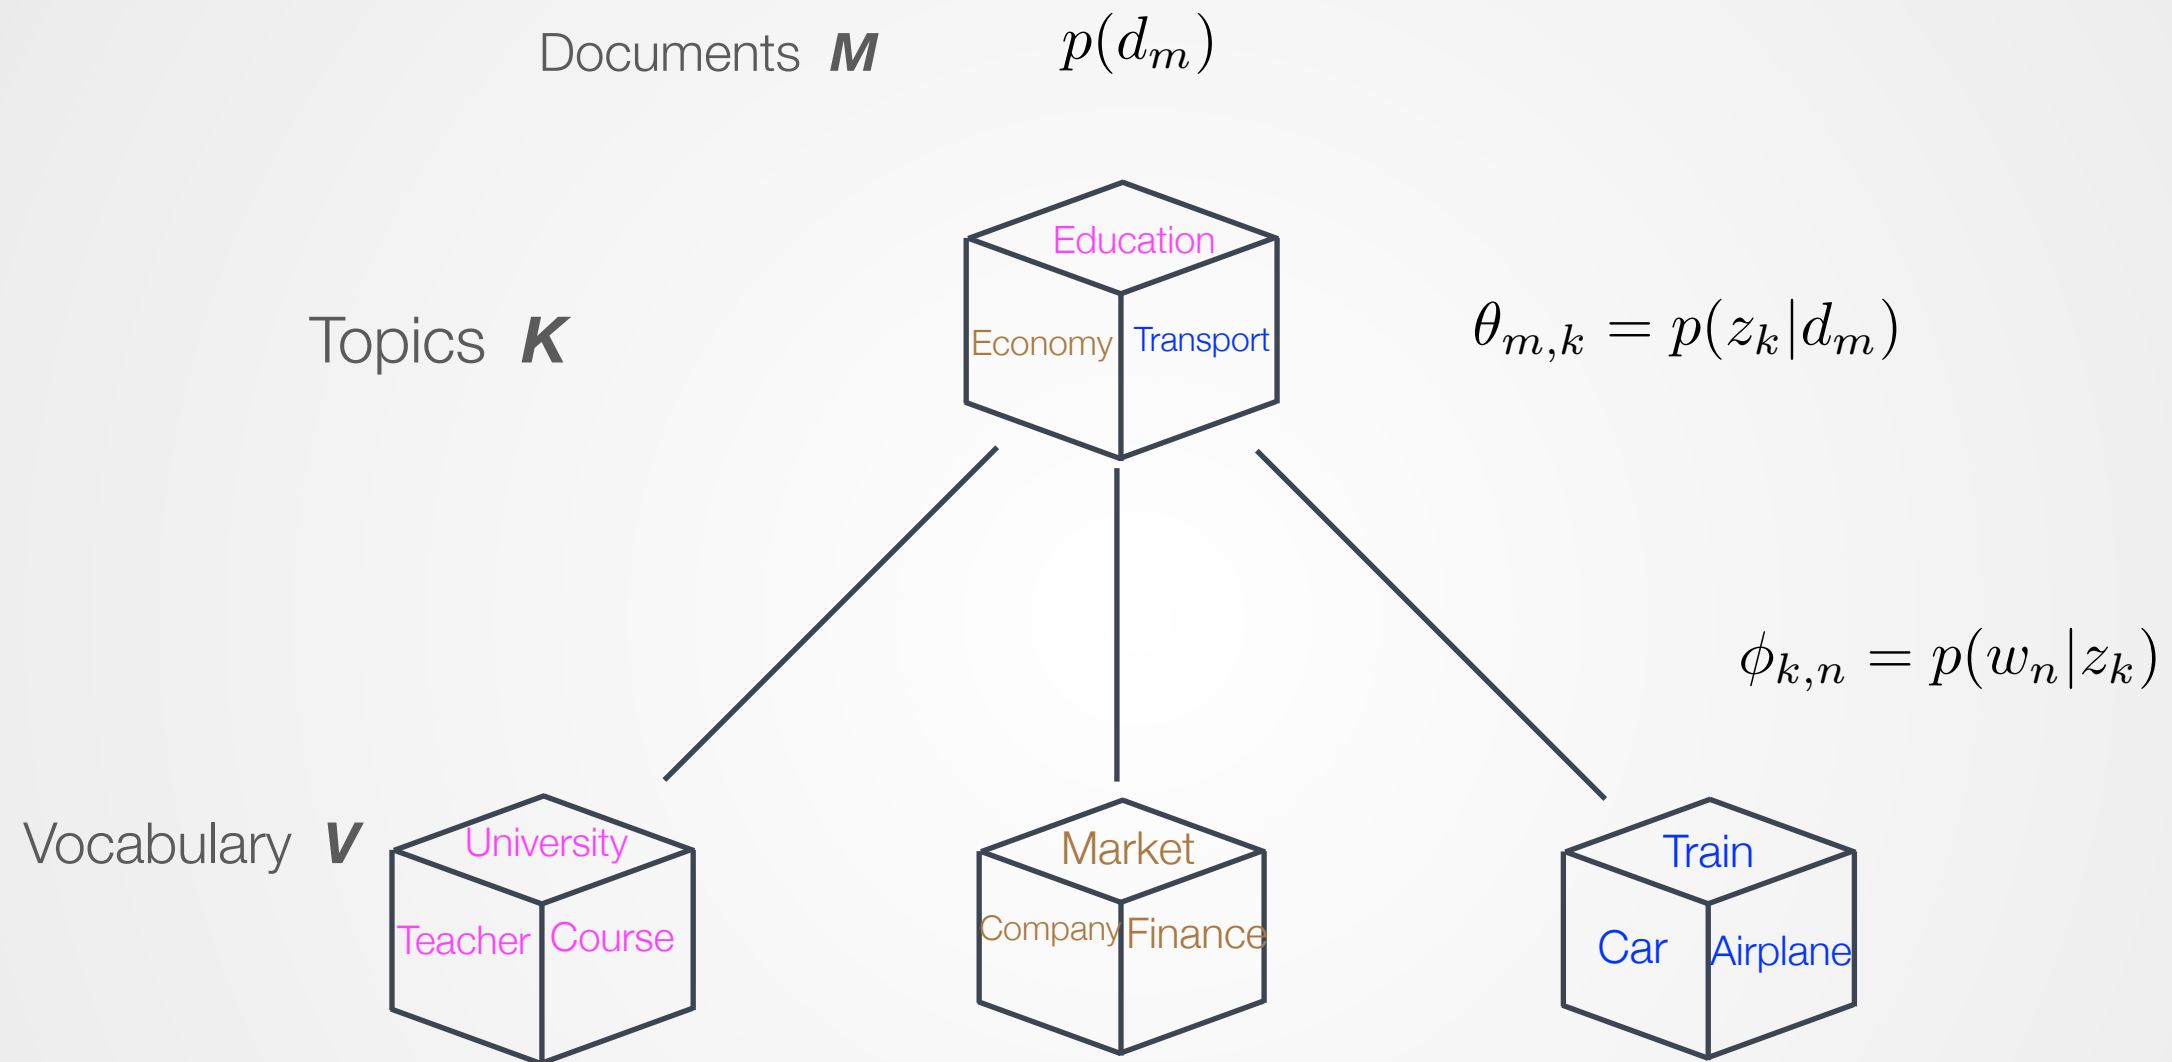 Documents M
p(d_m)
Education
Economy
Transport
Topics K
θ_{m,k} = p(z_k|d_m)
ϕ_{k,n} = p(w_n|z_k)
Vocabulary V
University
Teacher
Course
Market
Company
Finance
Train
Car
Airplane